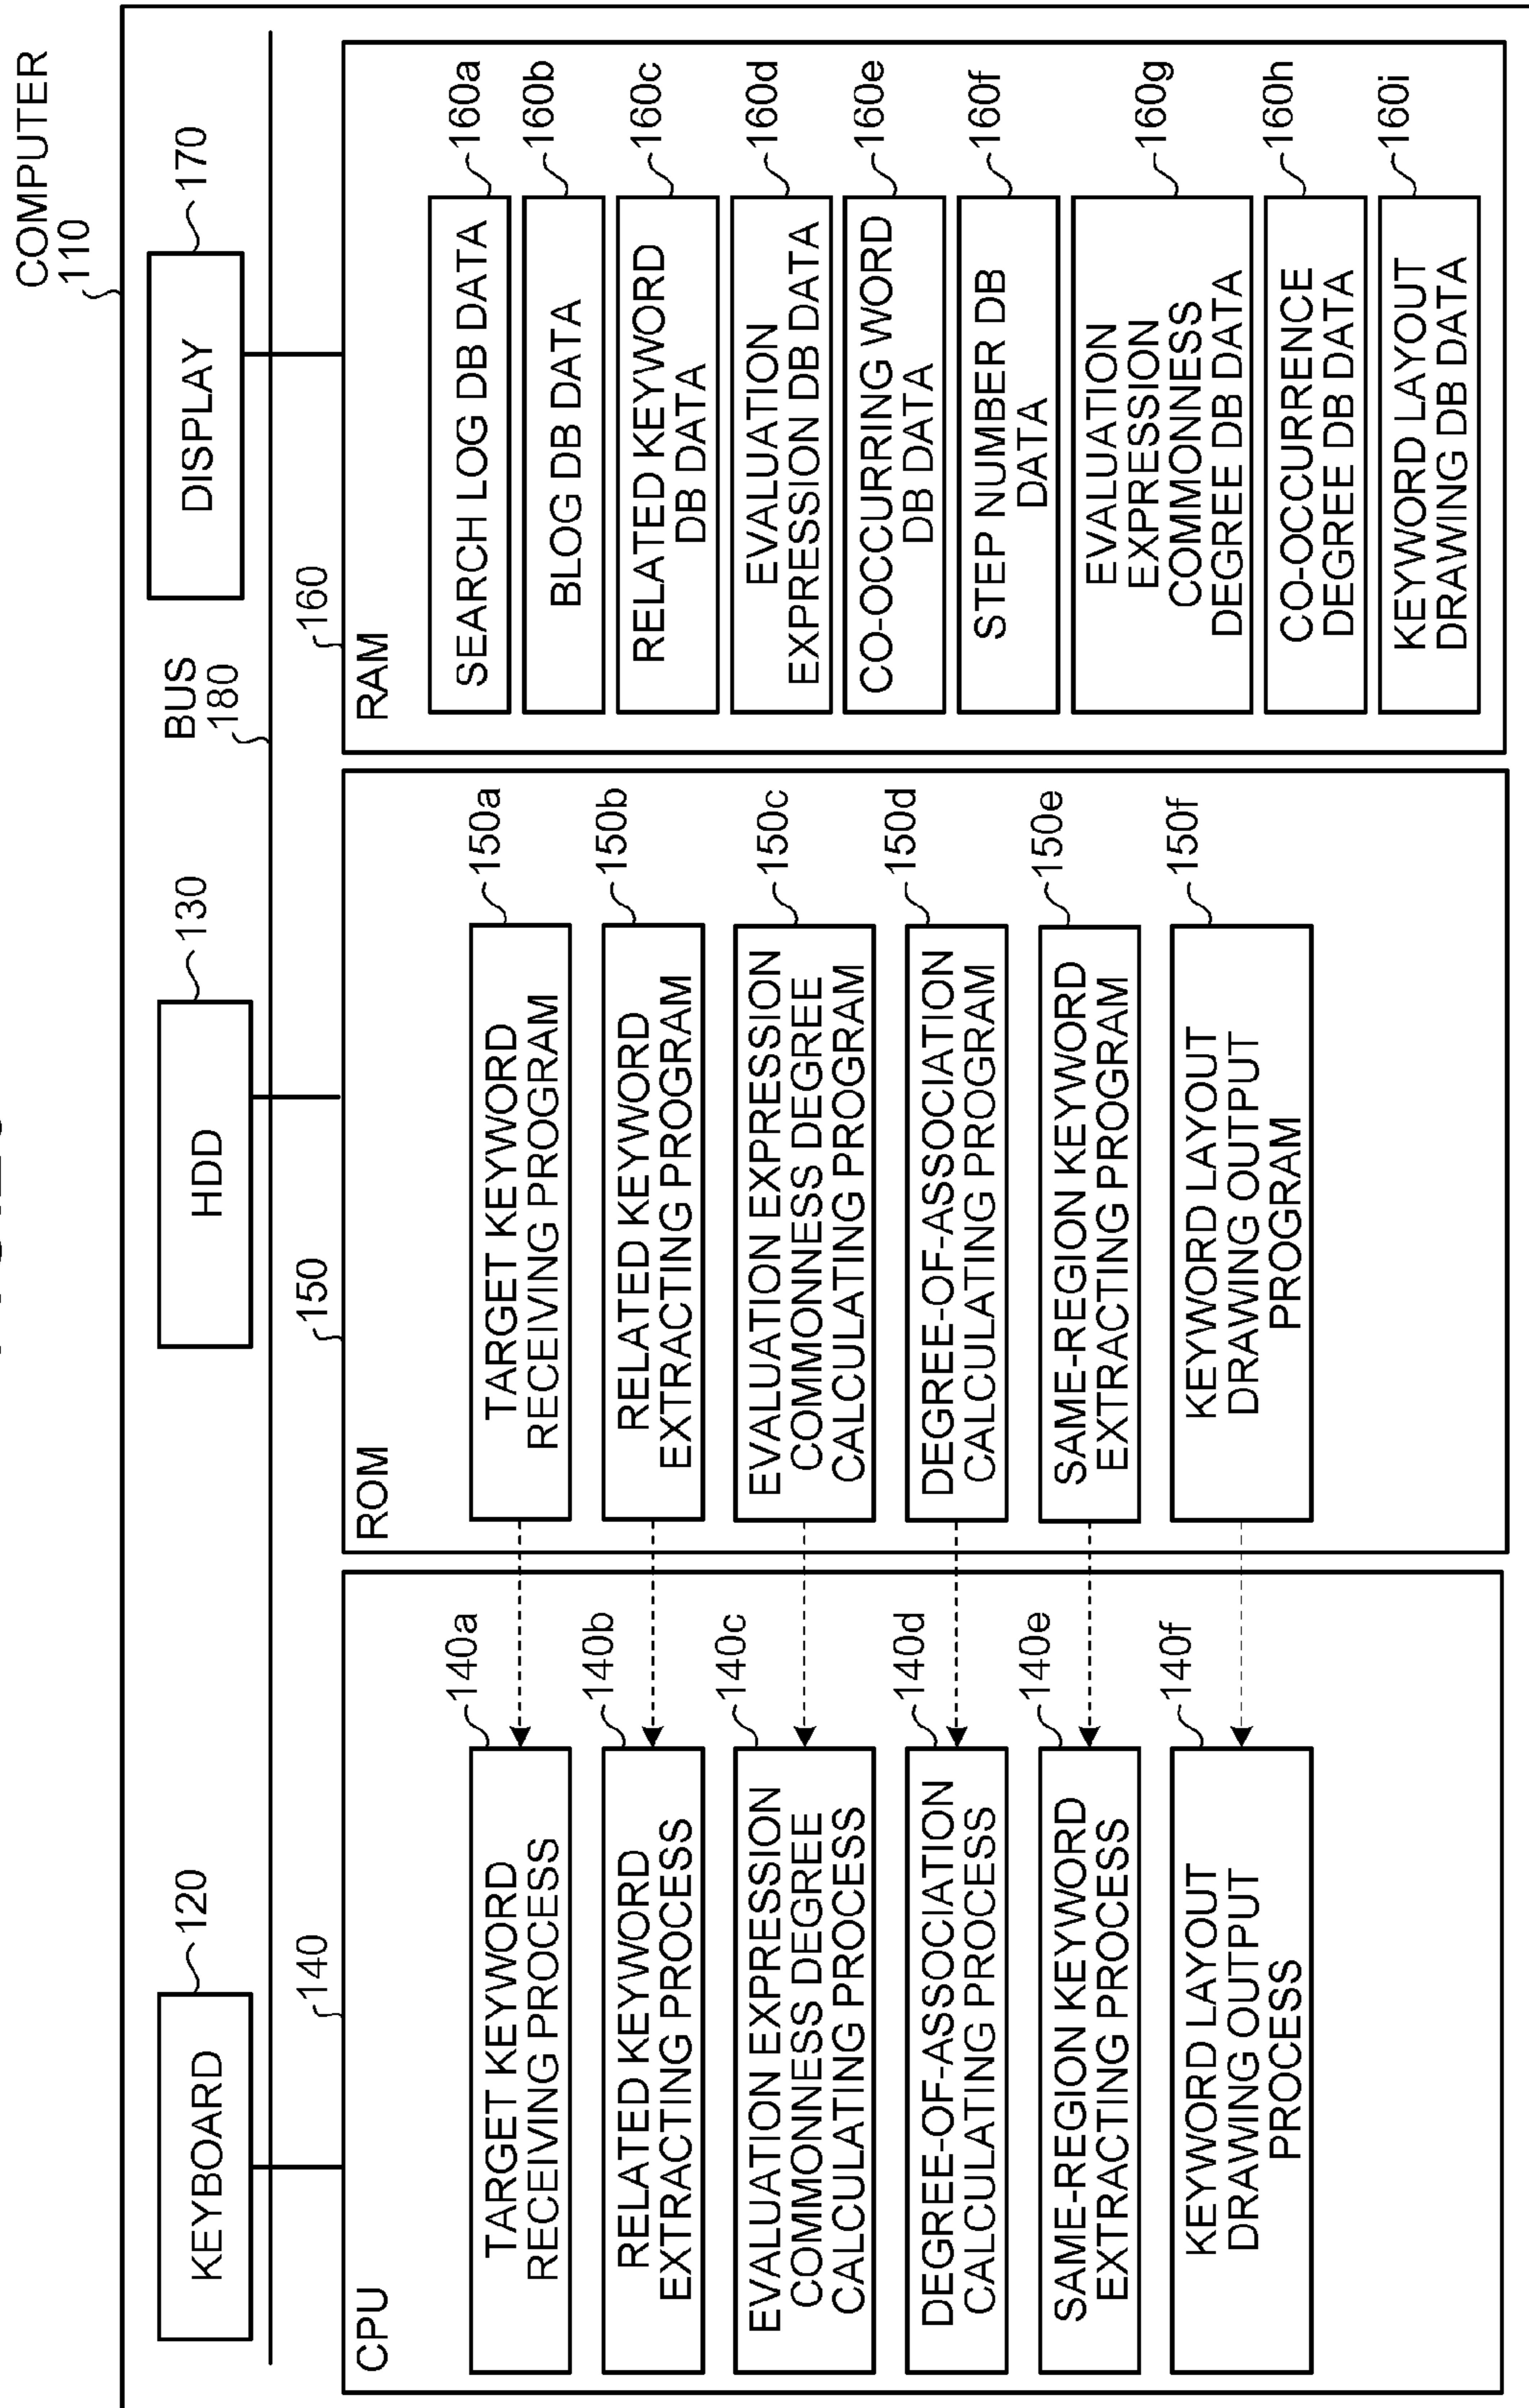 COMPUTER
110
KEYBOARD
120
HDD
130
DISPLAY
170
BUS
180
140
CPU
TARGET KEYWORD
RECEIVING PROCESS
140a
RELATED KEYWORD
EXTRACTING PROCESS
140b
EVALUATION EXPRESSION
COMMONNESS DEGREE
CALCULATING PROCESS
140c
DEGREE-OF-ASSOCIATION
CALCULATING PROCESS
140d
SAME-REGION KEYWORD
EXTRACTING PROCESS
140e
KEYWORD LAYOUT
DRAWING OUTPUT
PROCESS
140f
150
ROM
TARGET KEYWORD
RECEIVING PROGRAM
150a
RELATED KEYWORD
EXTRACTING PROGRAM
150b
EVALUATION EXPRESSION
COMMONNESS DEGREE
CALCULATING PROGRAM
150c
DEGREE-OF-ASSOCIATION
CALCULATING PROGRAM
150d
SAME-REGION KEYWORD
EXTRACTING PROGRAM
150e
KEYWORD LAYOUT
DRAWING OUTPUT
PROGRAM
150f
160
RAM
SEARCH LOG DB DATA
160a
BLOG DB DATA
160b
RELATED KEYWORD
DB DATA
160c
EVALUATION
EXPRESSION DB DATA
160d
CO-OCCURRING WORD
DB DATA
160e
STEP NUMBER DB
DATA
160f
EVALUATION
EXPRESSION
COMMONNESS
DEGREE DB DATA
160g
CO-OCCURRENCE
DEGREE DB DATA
160h
KEYWORD LAYOUT
DRAWING DB DATA
160i